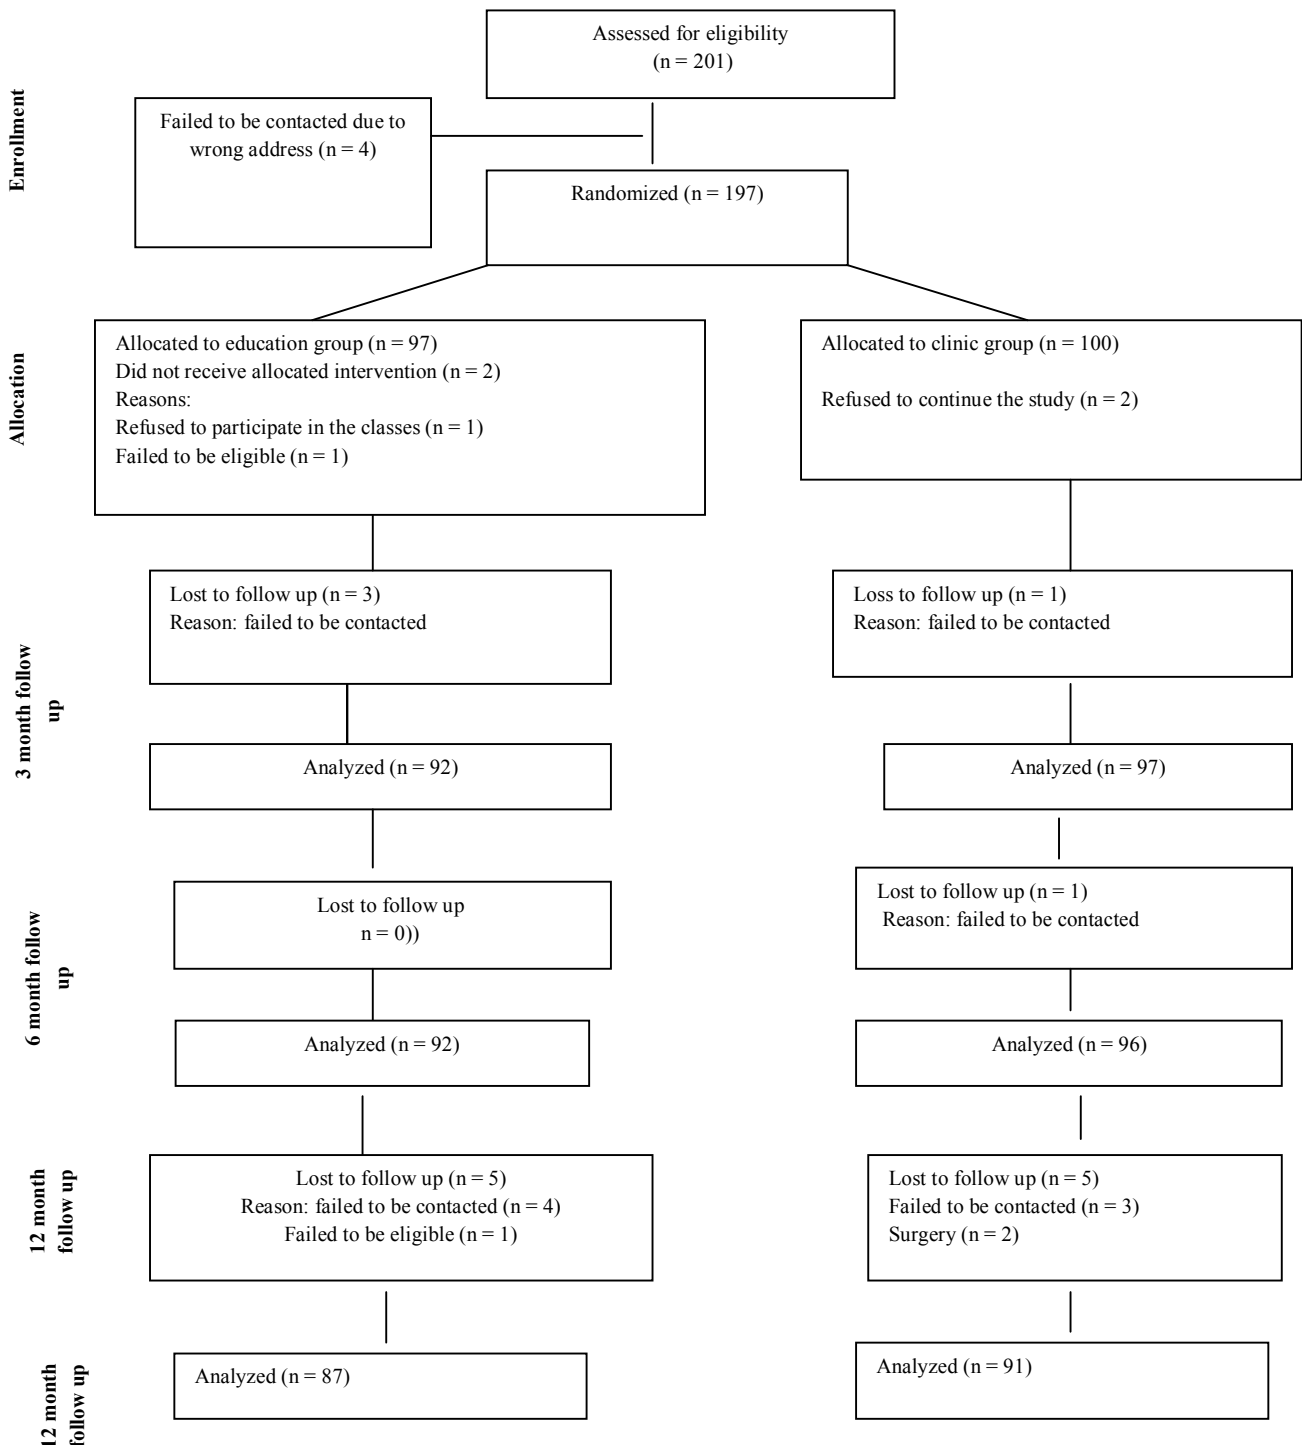 Assessed for eligibility
(n = 201)
Enrollment
Failed to be contacted due to
wrong address (n = 4)
Randomized (n = 197)
Allocation
Allocated to education group (n = 97)
Did not receive allocated intervention (n = 2)
Reasons:
Refused to participate in the classes (n = 1)
Failed to be eligible (n = 1)
Allocated to clinic group (n = 100)
Refused to continue the study (n = 2)
3 month follow
up
Lost to follow up (n = 3)
Reason: failed to be contacted
Loss to follow up (n = 1)
Reason: failed to be contacted
Analyzed (n = 92)
Analyzed (n = 97)
6 month follow
up
Lost to follow up
n = 0))
Lost to follow up (n = 1)
Reason: failed to be contacted
Analyzed (n = 92)
Analyzed (n = 96)
12 month
follow up
Lost to follow up (n = 5)
Reason: failed to be contacted (n = 4)
Failed to be eligible (n = 1)
Lost to follow up (n = 5)
Failed to be contacted (n = 3)
Surgery (n = 2)
12 month
follow up
Analyzed (n = 87)
Analyzed (n = 91)